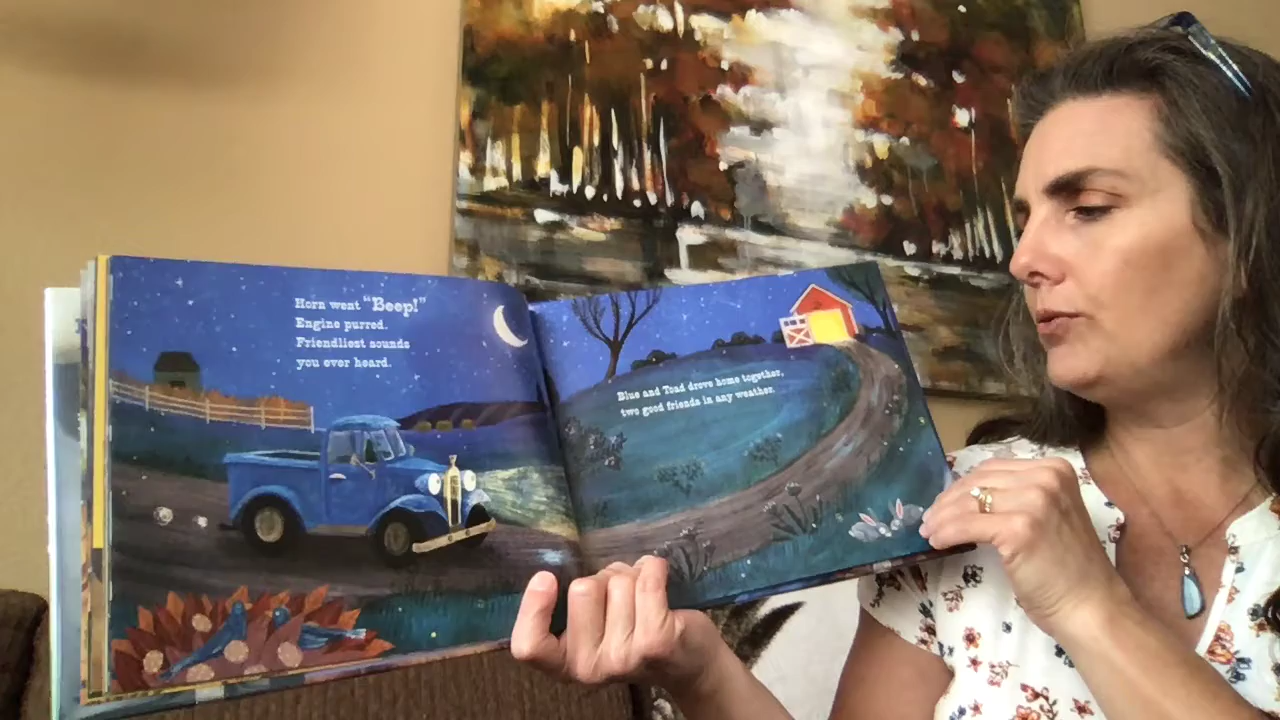 Horn went “Beep!”
Engine purred.
Friendliest sounds
you ever heard.
Blue and Toad drove home together,
two good friends in any weather.